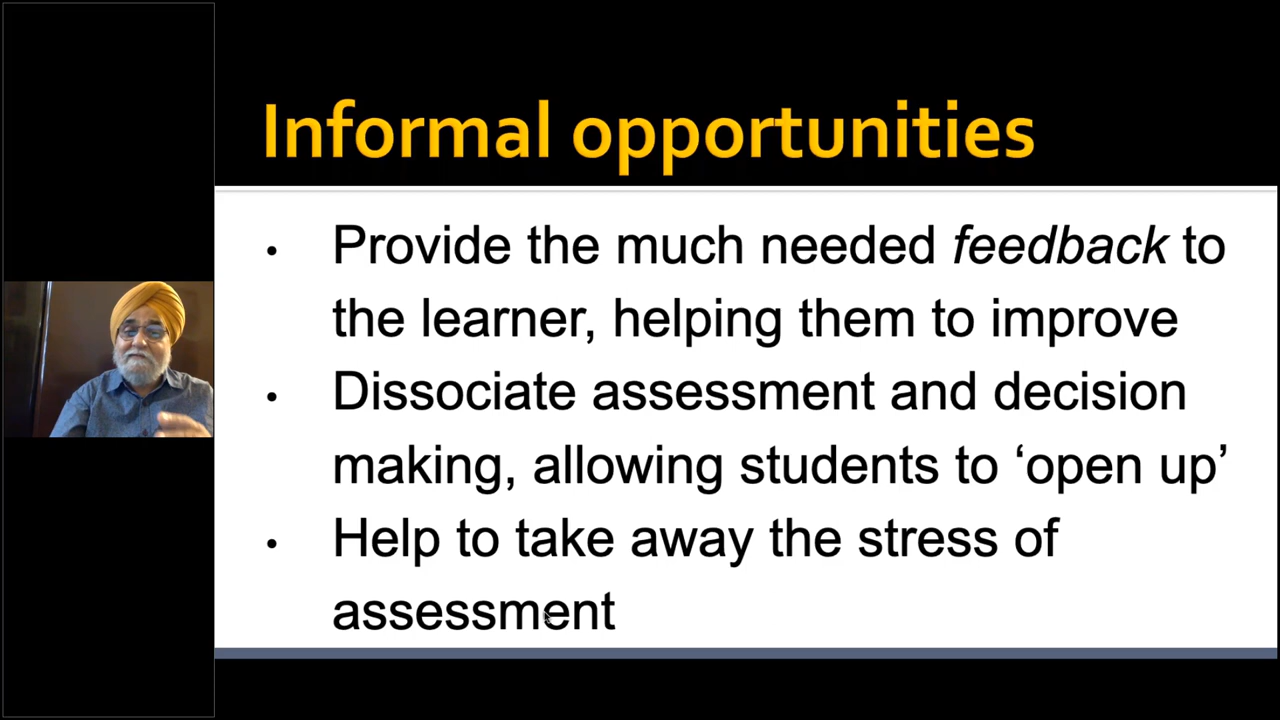 Informal opportunities
• Provide the much needed feedback to
the learner, helping them to improve
• Dissociate assessment and decision
making, allowing students to ‘open up’
• Help to take away the stress of
assessment